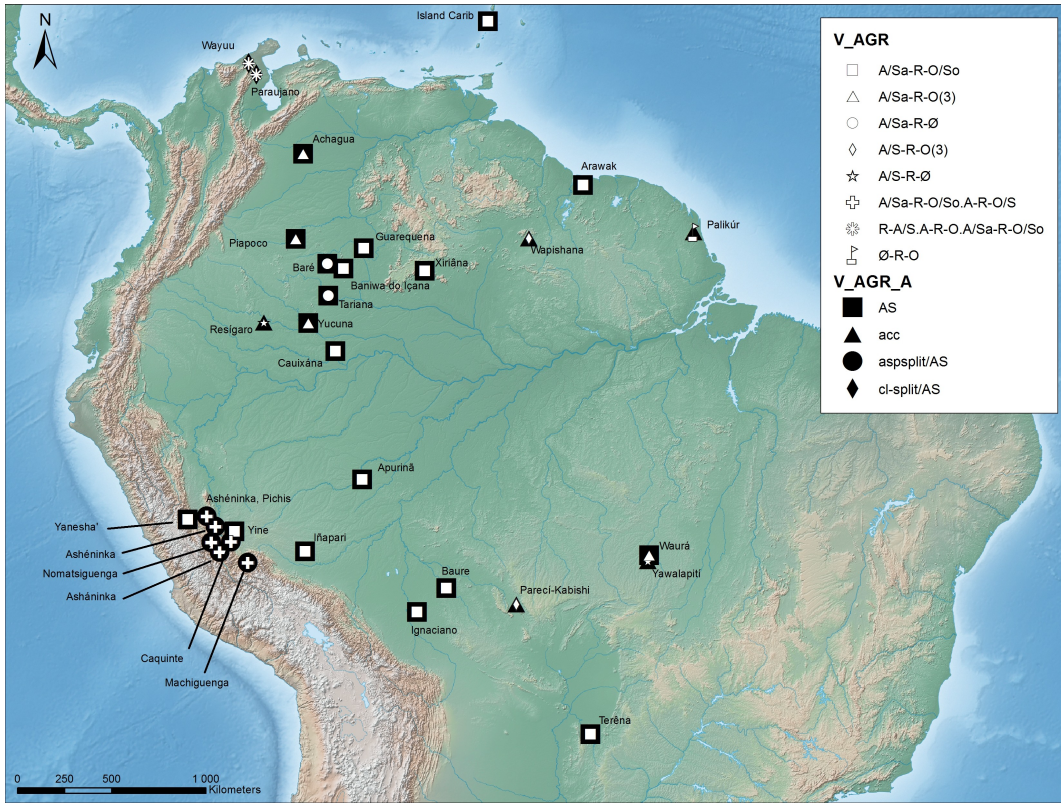 Island Carib
N
Wayuu
Paraujano
Achagua
Arawak
Piapoco
Guarequena
Wapishana
Palikúr
Baré
Xiriâna
Baniwa do Içana
Tariana
Resígaro
Yucuna
Cauixána
Apurinã
Ashéninka, Pichis
Yanesha'
Yine
Ashéninka
Iñapari
Nomatsiguenga
Asháninka
Caquinte
Machiguenga
Waurá
Yawalapití
Baure
Parecí-Kabishi
Ignaciano
Terêna
0 250 500 1 000
Kilometers
V_AGR
A/Sa-R-O/So
A/Sa-R-O(3)
A/Sa-R-Ø
A/S-R-O(3)
A/S-R-Ø
A/Sa-R-O/So.A-R-O/S
R-A/S.A-R-O.A/Sa-R-O/So
Ø-R-O
V_AGR_A
AS
acc
aspsplit/AS
cl-split/AS